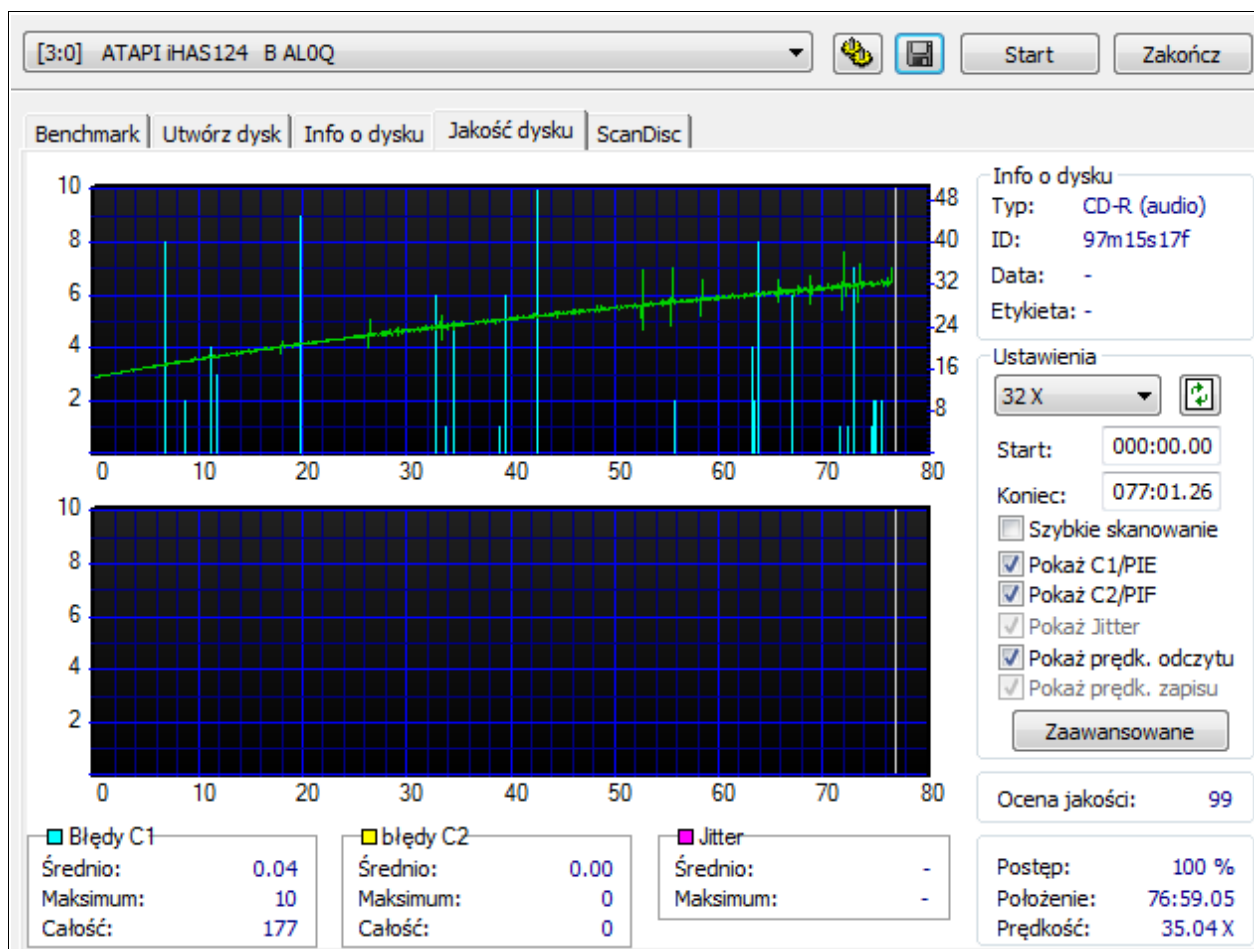 [3:0] ATAPI iHAS124 B AL0Q
Start
Zakończ
Benchmark
Utwórz dysk
Info o dysku
Jakość dysku
ScanDisc
10
8
6
4
2
48
40
32
24
16
8
0 10 20 30 40 50 60 70 80
10
8
6
4
2
0 10 20 30 40 50 60 70 80
Błędy C1
Średnio: 0.04
Maksimum: 10
Całość: 177
błędy C2
Średnio: 0.00
Maksimum: 0
Całość: 0
Jitter
Średnio: -
Maksimum: -
Info o dysku
Typ: CD-R (audio)
ID: 97m15s17f
Data: -
Etykieta: -
Ustawienia
32 X
Start: 000:00.00
Koniec: 077:01.26
Szybkie skanowanie
Pokaż C1/PIE
Pokaż C2/PIF
Pokaż Jitter
Pokaż prędk. odczytu
Pokaż prędk. zapisu
Zaawansowane
Ocena jakości: 99
Postęp: 100 %
Położenie: 76:59.05
Prędkość: 35.04 X